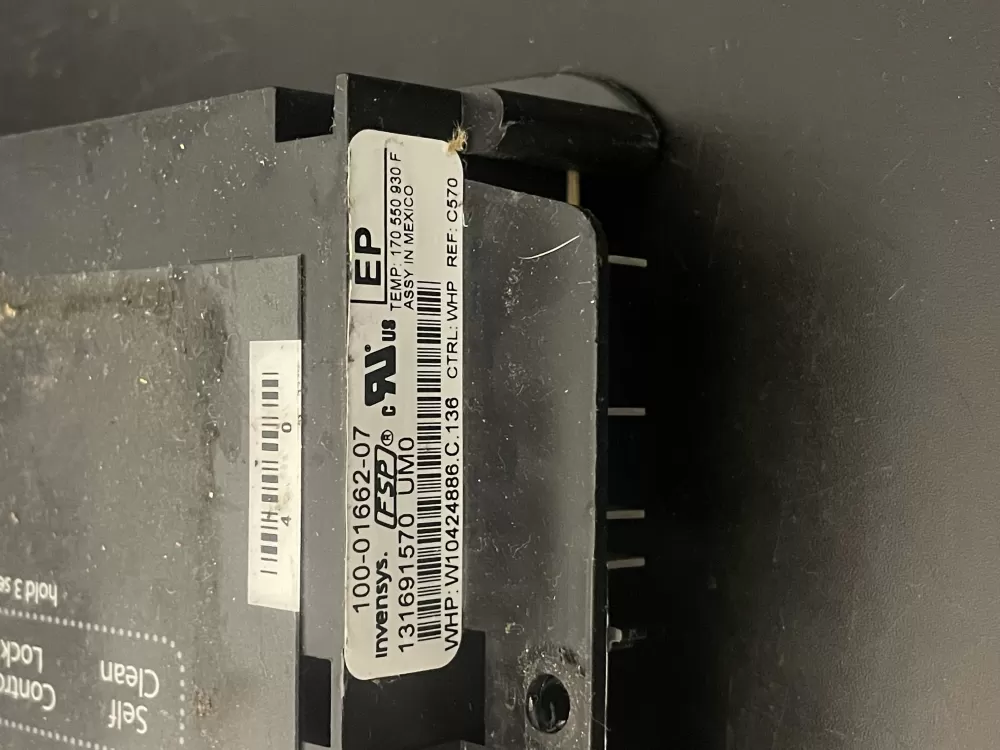 100-01662-07
invensys. FSP® C UL® US EP
TEMP: 170 550 930 F
ASSY IN MEXICO
131691570 UM0
WHP: W10424886.C.136 CTRL: WHP REF: C570
4 0
hold 3 se
Self
Clean
Contro
Lock